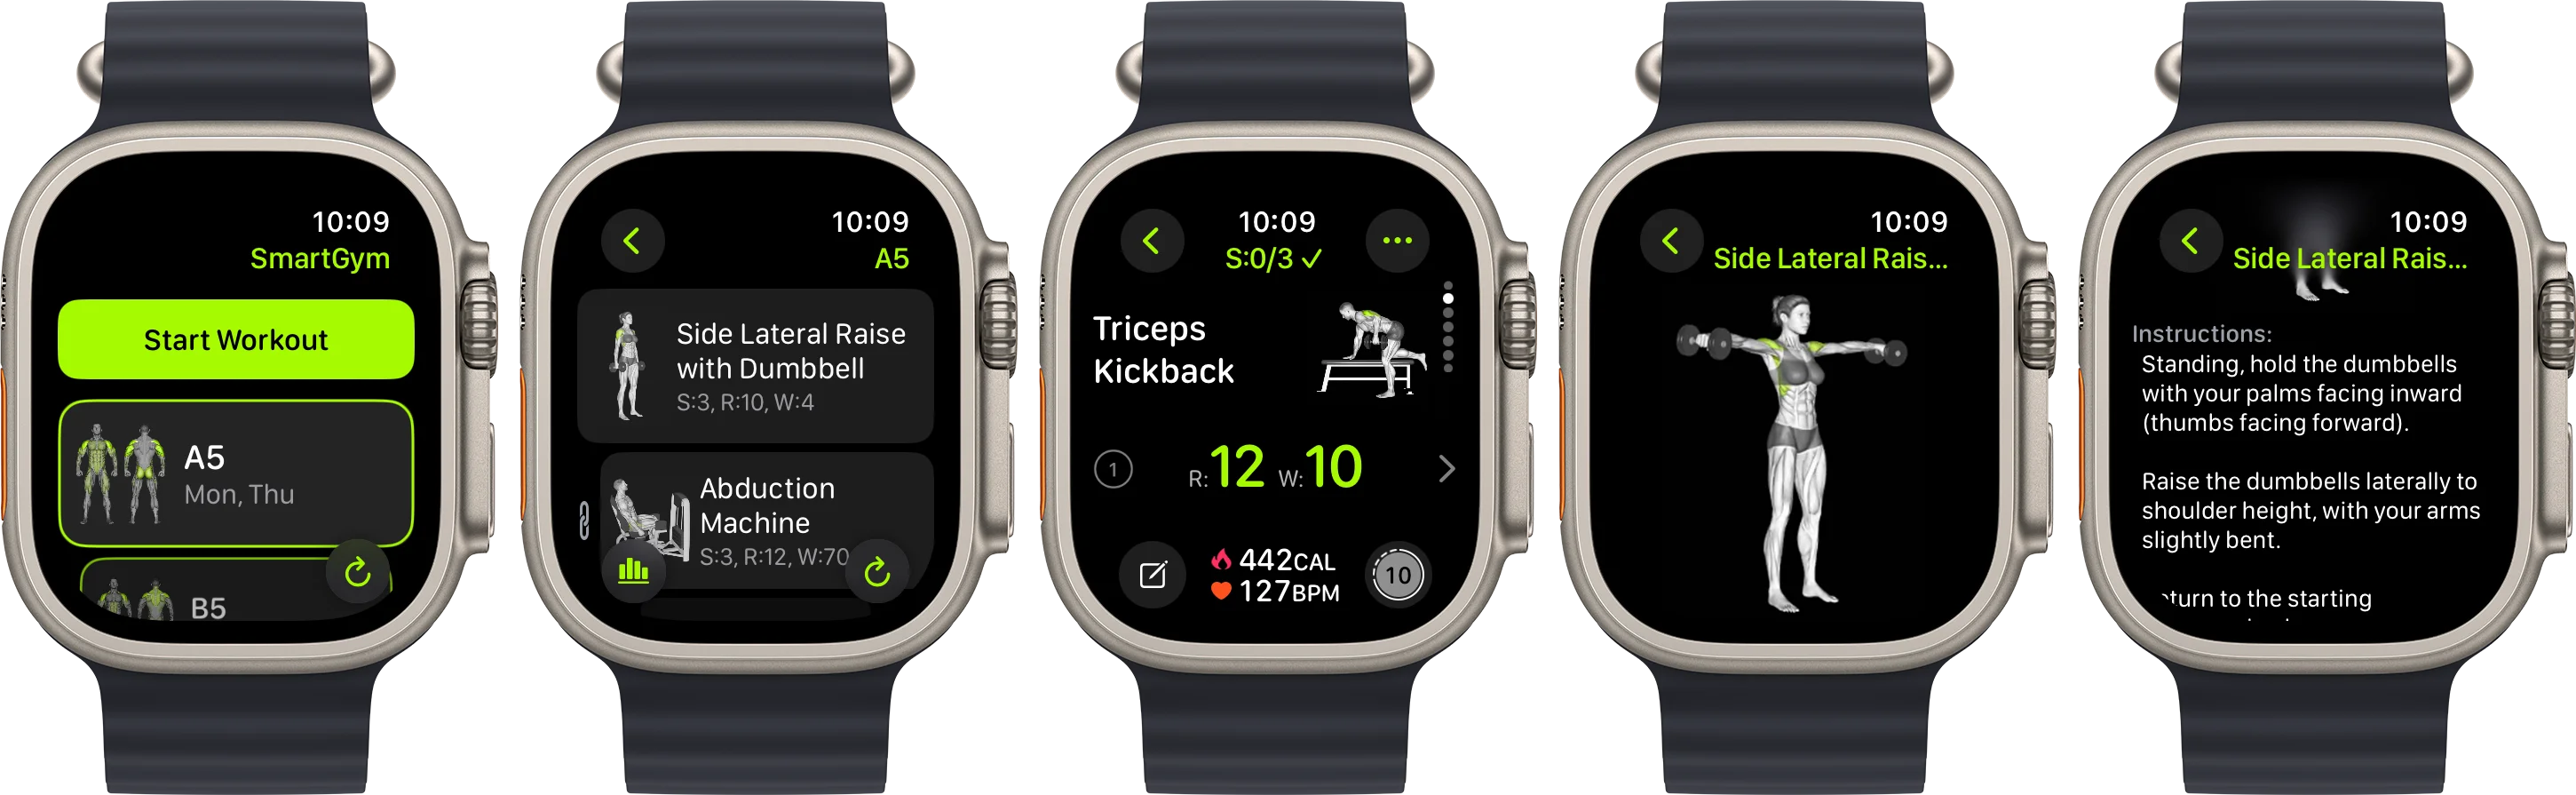 10:09
SmartGym
Start Workout
A5
Mon, Thu
B5
10:09
A5
Side Lateral Raise
with Dumbbell
S:3, R:10, W:4
Abduction
Machine
S:3, R:12, W:70
10:09
S:0/3 ✓
Triceps
Kickback
1 R:12 W:10
442CAL
127BPM
10
10:09
Side Lateral Rais...
10:09
Side Lateral Rais...
Instructions:
Standing, hold the dumbbells
with your palms facing inward
(thumbs facing forward).
Raise the dumbbells laterally to
shoulder height, with your arms
slightly bent.
to the starting